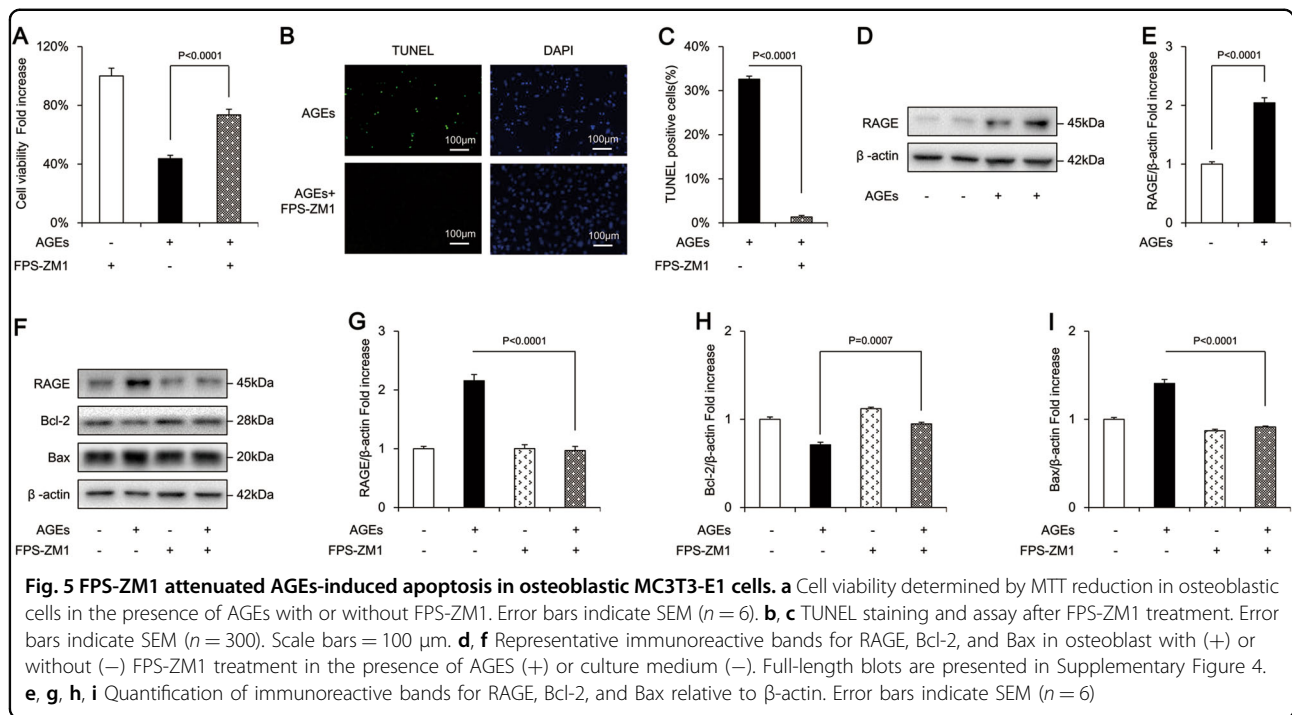 A
120%
80%
40%
0%
Cell viability Fold increase
P<0.0001
AGEs - + +
FPS-ZM1 + - +
B
TUNEL DAPI
AGEs
100μm 100μm
AGEs+
FPS-ZM1
100μm 100μm
C
40%
30%
20%
10%
0%
TUNEL positive cells(%)
P<0.0001
AGEs + +
FPS-ZM1 - +
D
RAGE 45kDa
β -actin 42kDa
AGEs - - + +
E
3
2
1
0
RAGE/β-actin Fold increase
P<0.0001
AGEs - +
F
RAGE 45kDa
Bcl-2 28kDa
Bax 20kDa
β -actin 42kDa
AGEs - + - +
FPS-ZM1 - - + +
G
3
2
1
0
RAGE/β-actin Fold increase
P<0.0001
AGEs - + - +
FPS-ZM1 - - + +
H
2
1
0
Bcl-2/β-actin Fold increase
P=0.0007
AGEs - + - +
FPS-ZM1 - - + +
I
2
1
0
Bax/β-actin Fold increase
P<0.0001
AGEs - + - +
FPS-ZM1 - - + +
Fig. 5 FPS-ZM1 attenuated AGEs-induced apoptosis in osteoblastic MC3T3-E1 cells. a Cell viability determined by MTT reduction in osteoblastic
cells in the presence of AGEs with or without FPS-ZM1. Error bars indicate SEM (n = 6). b, c TUNEL staining and assay after FPS-ZM1 treatment. Error
bars indicate SEM (n = 300). Scale bars = 100 μm. d, f Representative immunoreactive bands for RAGE, Bcl-2, and Bax in osteoblast with (+) or
without (−) FPS-ZM1 treatment in the presence of AGES (+) or culture medium (−). Full-length blots are presented in Supplementary Figure 4.
e, g, h, i Quantification of immunoreactive bands for RAGE, Bcl-2, and Bax relative to β-actin. Error bars indicate SEM (n = 6)